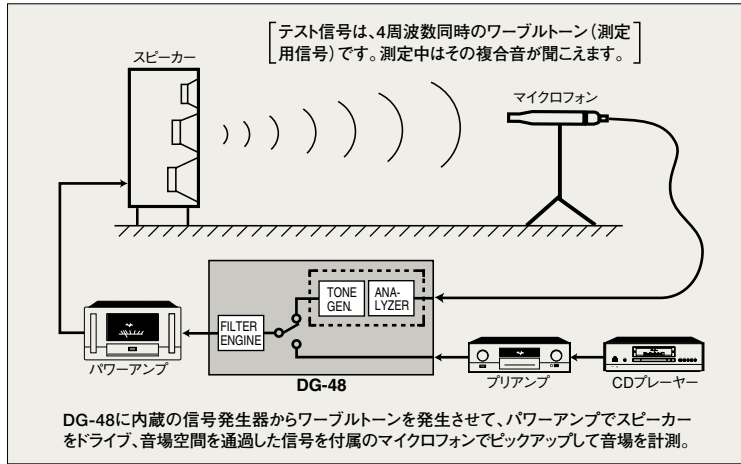 テスト信号は、4周波数同時のワーブルトーン（測定
用信号）です。測定中はその複合音が聞こえます。
スピーカー
マイクロフォン
TONE
GEN.
ANA-
LYZER
FILTER
ENGINE
パワーアンプ
DG-48
プリアンプ
CDプレーヤー
DG-48に内蔵の信号発生器からワーブルトーンを発生させて、パワーアンプでスピーカー
をドライブ、音場空間を通過した信号を付属のマイクロフォンでピックアップして音場を計測。